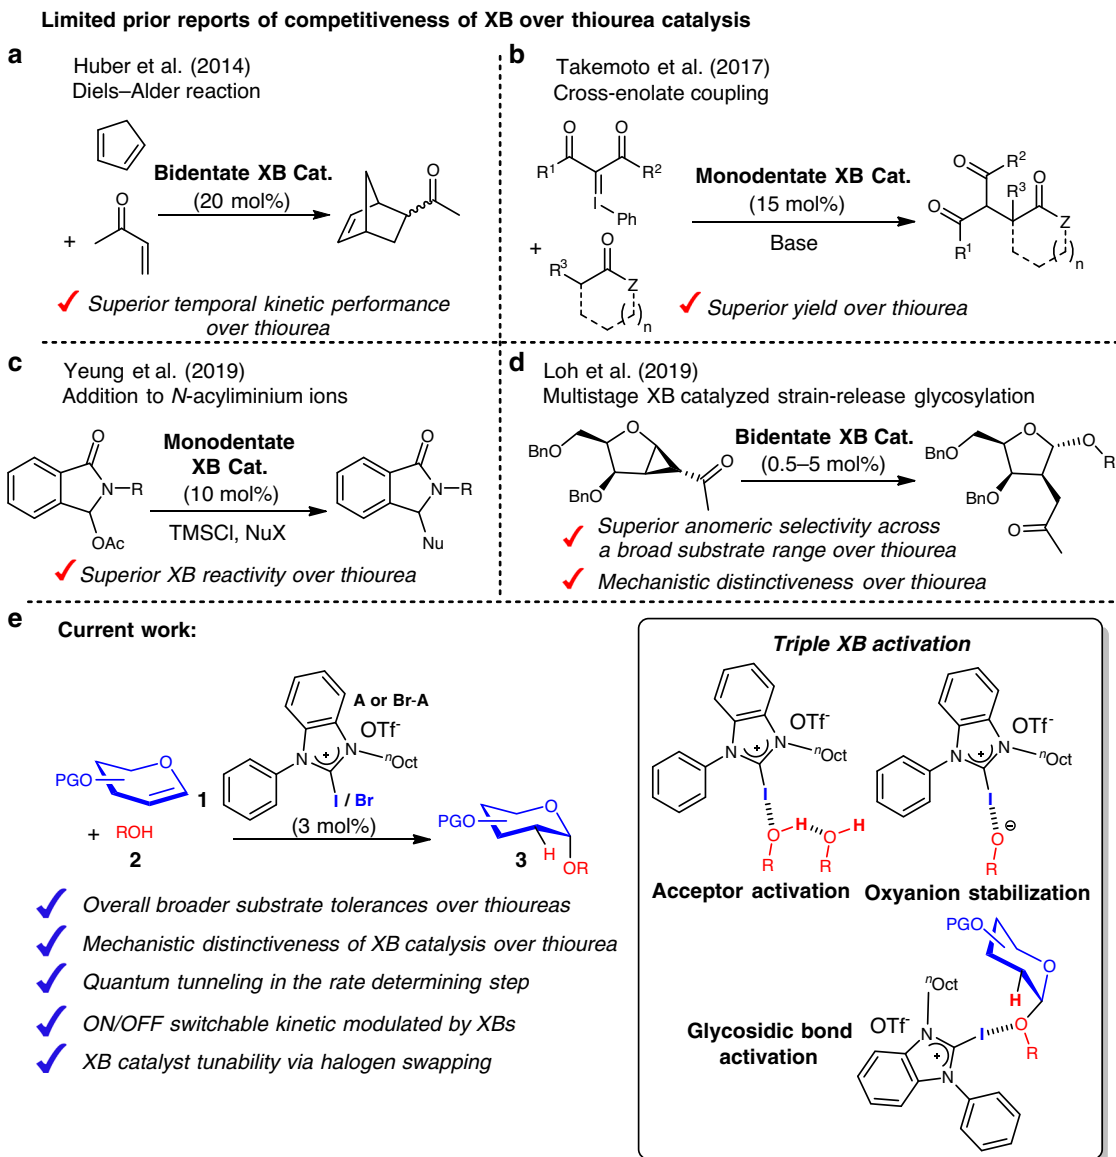 Limited prior reports of competitiveness of XB over thiourea catalysis
a
Huber et al. (2014)
Diels–Alder reaction
Bidentate XB Cat.
(20 mol%)
O
+
O
✓ Superior temporal kinetic performance
over thiourea
b
Takemoto et al. (2017)
Cross-enolate coupling
O O
R1 R2
I
Ph
+
R3 O
Z
( )n
Monodentate XB Cat.
(15 mol%)
Base
O R2
R3 O
O
Z
R1
( )n
✓ Superior yield over thiourea
c
Yeung et al. (2019)
Addition to N-acyliminium ions
O
N–R
OAc
Monodentate
XB Cat.
(10 mol%)
TMSCl, NuX
O
N–R
Nu
✓ Superior XB reactivity over thiourea
d
Loh et al. (2019)
Multistage XB catalyzed strain-release glycosylation
O
BnO
BnO
O
Bidentate XB Cat.
(0.5–5 mol%)
O
O
R
BnO
BnO
O
✓ Superior anomeric selectivity across
a broad substrate range over thiourea
✓ Mechanistic distinctiveness over thiourea
e
Current work:
A or Br-A
OTf-
N + N nOct
I / Br
(3 mol%)
O
PGO
1
+ ROH
2
O
PGO
H
OR
3
✓ Overall broader substrate tolerances over thioureas
✓ Mechanistic distinctiveness of XB catalysis over thiourea
✓ Quantum tunneling in the rate determining step
✓ ON/OFF switchable kinetic modulated by XBs
✓ XB catalyst tunability via halogen swapping
Triple XB activation
OTf-
N + N nOct
I
O H O H
R R
Acceptor activation
OTf-
N + N nOct
I
O ⊖
R
Oxyanion stabilization
PGO
O
H
nOct
OTf-
N
+
N
I
O
R
Glycosidic bond
activation